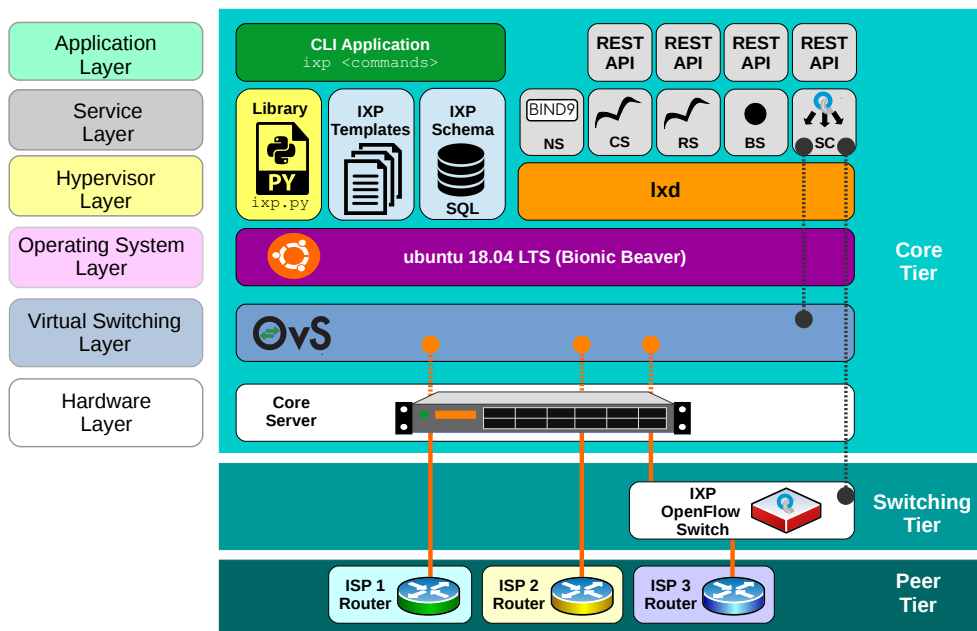 Application
Layer
Service
Layer
Hypervisor
Layer
Operating System
Layer
Virtual Switching
Layer
Hardware
Layer
CLI Application
ixp <commands>
REST
API
REST
API
REST
API
REST
API
Library
PY
ixp.py
IXP
Templates
IXP
Schema
SQL
BIND9
NS
CS
RS
BS
SC
lxd
ubuntu 18.04 LTS (Bionic Beaver)
OvS
Core
Server
Core
Tier
IXP
OpenFlow
Switch
Switching
Tier
ISP 1
Router
ISP 2
Router
ISP 3
Router
Peer
Tier